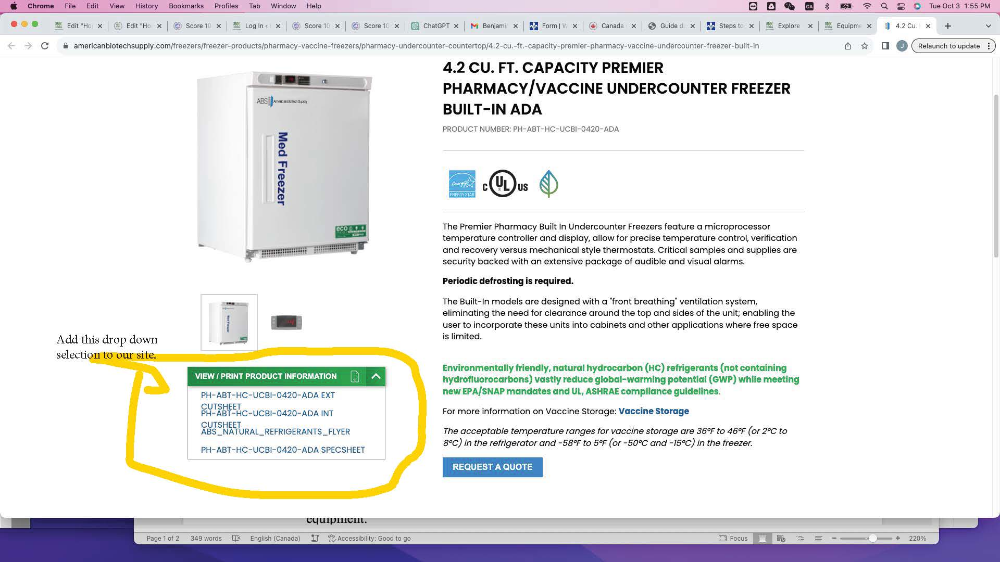 Chrome File Edit View History Bookmarks Profiles Tab Window Help
CA
Tue Oct 3 1:55 PM
Edit "Ho
Edit "Ho
Score 10
Log In ‹
Score 10
Score 10
ChatGPT
Benjamin
Form | W
Canada
Guide d
Steps to
Explore
Equipme
4.2 Cu.
americanbiotechsupply.com/freezers/freezer-products/pharmacy-vaccine-freezers/pharmacy-undercounter-countertop/4.2-cu.-ft.-capacity-premier-pharmacy-vaccine-undercounter-freezer-built-in
J
Relaunch to update
ABS AmericanBioTechSupply
Med Freezer
eco
Add this drop down
selection to our site.
VIEW / PRINT PRODUCT INFORMATION
PH-ABT-HC-UCBI-0420-ADA EXT
CUTSHEET
PH-ABT-HC-UCBI-0420-ADA INT
CUTSHEET
ABS_NATURAL_REFRIGERANTS_FLYER
PH-ABT-HC-UCBI-0420-ADA SPECSHEET
4.2 CU. FT. CAPACITY PREMIER
PHARMACY/VACCINE UNDERCOUNTER FREEZER
BUILT-IN ADA
PRODUCT NUMBER: PH-ABT-HC-UCBI-0420-ADA
energy
ENERGY STAR
C UL US
®
The Premier Pharmacy Built In Undercounter Freezers feature a microprocessor
temperature controller and display, allow for precise temperature control, verification
and recovery versus mechanical style thermostats. Critical samples and supplies are
security backed with an extensive package of audible and visual alarms.
Periodic defrosting is required.
The Built-In models are designed with a "front breathing" ventilation system,
eliminating the need for clearance around the top and sides of the unit; enabling the
user to incorporate these units into cabinets and other applications where free space
is limited.
Environmentally friendly, natural hydrocarbon (HC) refrigerants (not containing
hydrofluorocarbons) vastly reduce global-warming potential (GWP) while meeting
new EPA/SNAP mandates and UL, ASHRAE compliance guidelines.
For more information on Vaccine Storage: Vaccine Storage
The acceptable temperature ranges for vaccine storage are 36°F to 46°F (or 2°C to
8°C) in the refrigerator and -58°F to 5°F (or -50°C and -15°C) in the freezer.
REQUEST A QUOTE
equipment.
Page 1 of 2 349 words English (Canada) Accessibility: Good to go
Focus
220%